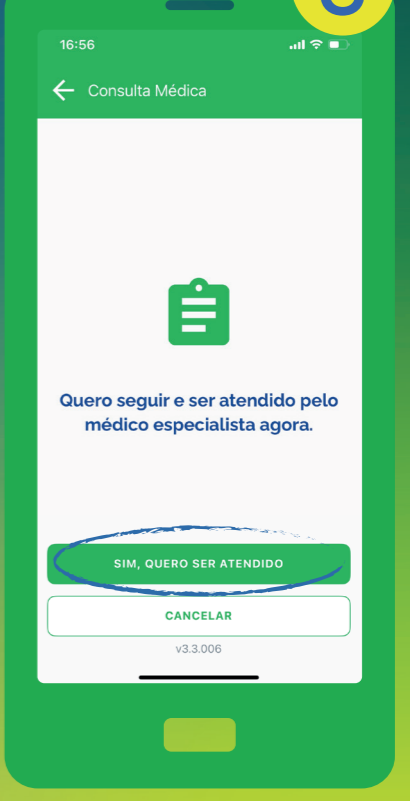 16:56
Consulta Médica
Quero seguir e ser atendido pelo
médico especialista agora.
SIM, QUERO SER ATENDIDO
CANCELAR
v3.3.006